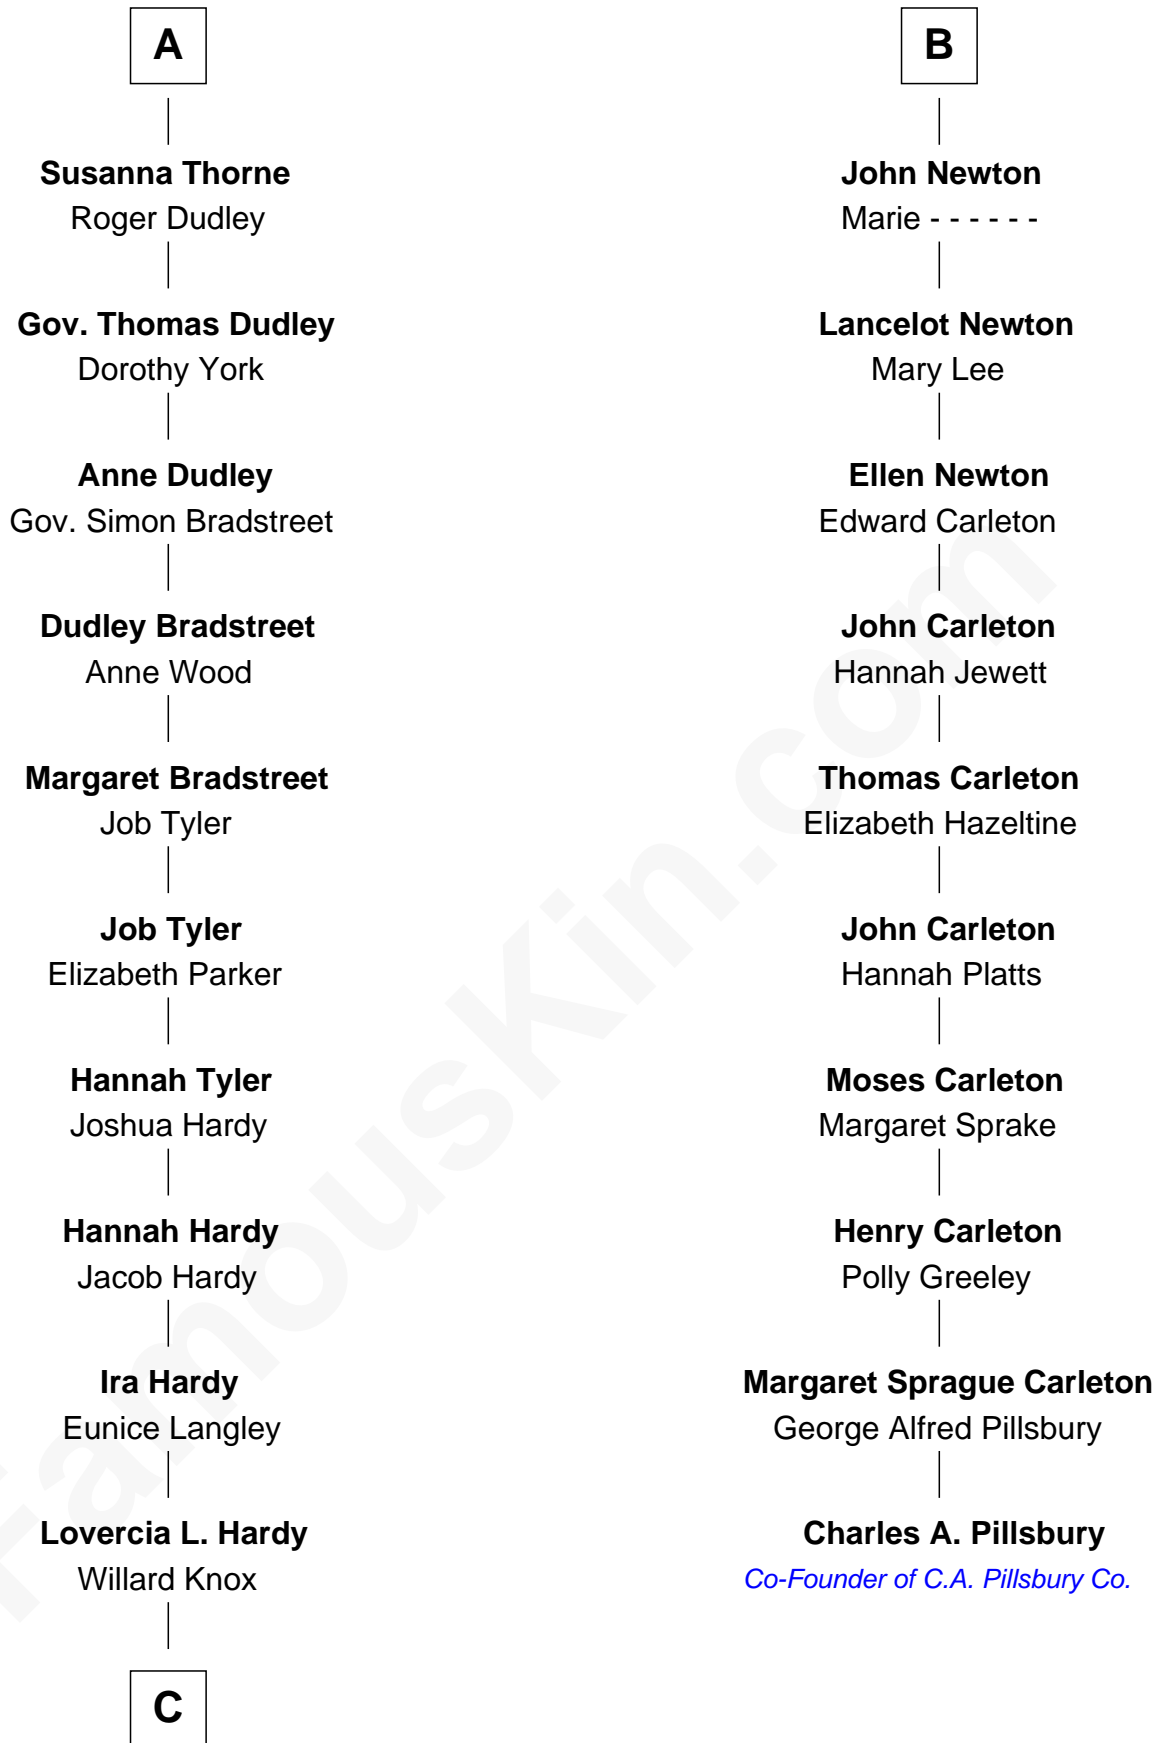 A
Susanna Thorne
Roger Dudley
Gov. Thomas Dudley
Dorothy York
Anne Dudley
Gov. Simon Bradstreet
Dudley Bradstreet
Anne Wood
Margaret Bradstreet
Job Tyler
Job Tyler
Elizabeth Parker
Hannah Tyler
Joshua Hardy
Hannah Hardy
Jacob Hardy
Ira Hardy
Eunice Langley
Lovercia L. Hardy
Willard Knox
C
B
John Newton
Marie - - - - - -
Lancelot Newton
Mary Lee
Ellen Newton
Edward Carleton
John Carleton
Hannah Jewett
Thomas Carleton
Elizabeth Hazeltine
John Carleton
Hannah Platts
Moses Carleton
Margaret Sprake
Henry Carleton
Polly Greeley
Margaret Sprague Carleton
George Alfred Pillsbury
Charles A. Pillsbury
Co-Founder of C.A. Pillsbury Co.
FamousKin.com